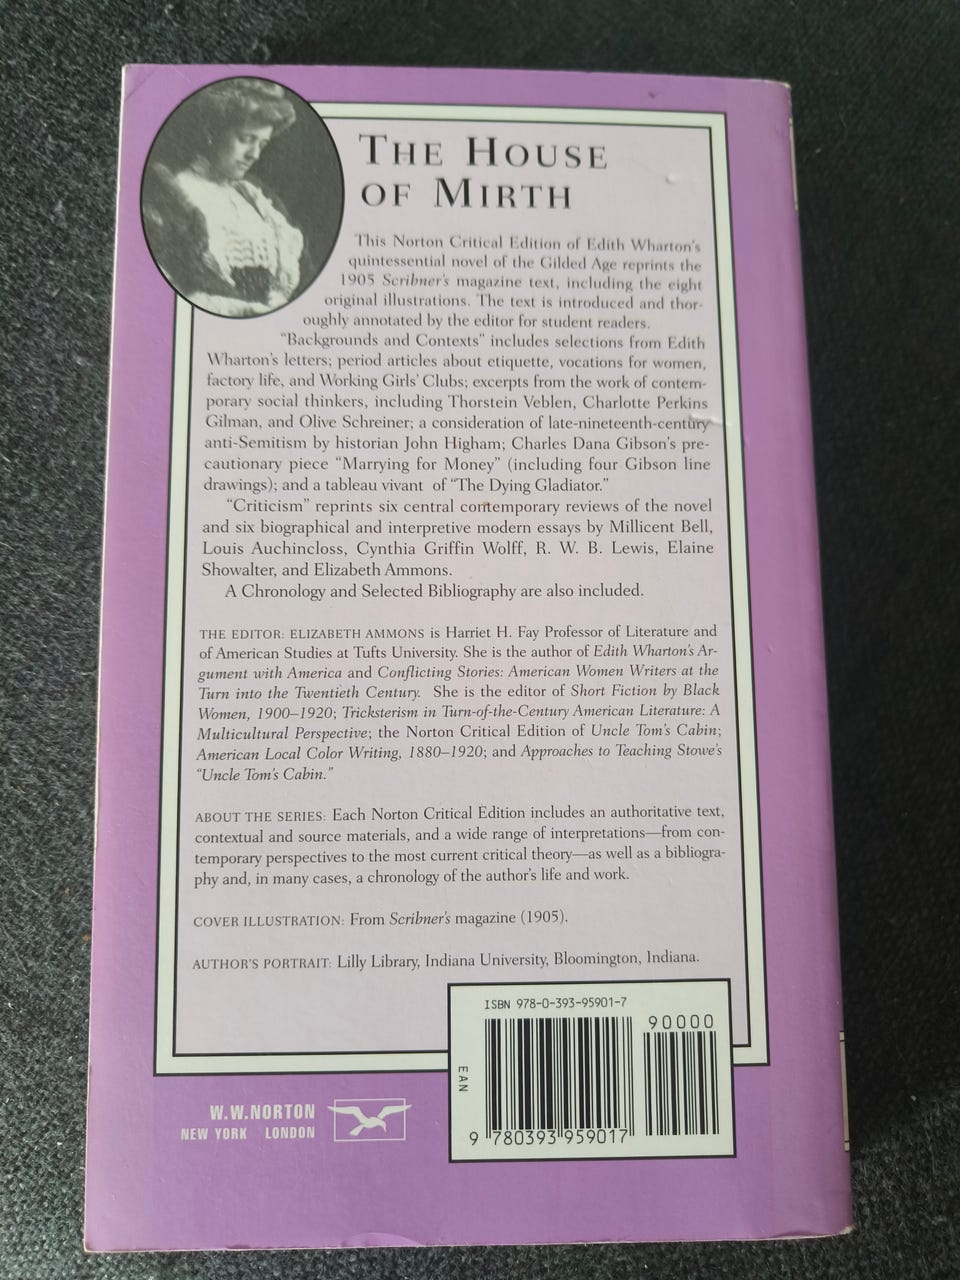 THE HOUSE
OF MIRTH
This Norton Critical Edition of Edith Wharton's
quintessential novel of the Gilded Age reprints the
1905 Scribner's magazine text, including the eight
original illustrations. The text is introduced and thor-
oughly annotated by the editor for student readers.
"Backgrounds and Contexts" includes selections from Edith
Wharton's letters; period articles about etiquette, vocations for women,
factory life, and Working Girls' Clubs; excerpts from the work of contem-
porary social thinkers, including Thorstein Veblen, Charlotte Perkins
Gilman, and Olive Schreiner; a consideration of late-nineteenth-century
anti-Semitism by historian John Higham; Charles Dana Gibson's pre-
cautionary piece "Marrying for Money" (including four Gibson line
drawings); and a tableau vivant of "The Dying Gladiator."
"Criticism" reprints six central contemporary reviews of the novel
and six biographical and interpretive modern essays by Millicent Bell,
Louis Auchincloss, Cynthia Griffin Wolff, R. W. B. Lewis, Elaine
Showalter, and Elizabeth Ammons.
A Chronology and Selected Bibliography are also included.
THE EDITOR: ELIZABETH AMMONS is Harriet H. Fay Professor of Literature and
of American Studies at Tufts University. She is the author of Edith Wharton's Ar-
gument with America and Conflicting Stories: American Women Writers at the
Turn into the Twentieth Century. She is the editor of Short Fiction by Black
Women, 1900–1920; Tricksterism in Turn-of-the-Century American Literature: A
Multicultural Perspective; the Norton Critical Edition of Uncle Tom's Cabin;
American Local Color Writing, 1880–1920; and Approaches to Teaching Stowe's
"Uncle Tom's Cabin."
ABOUT THE SERIES: Each Norton Critical Edition includes an authoritative text,
contextual and source materials, and a wide range of interpretations—from con-
temporary perspectives to the most current critical theory—as well as a bibliogra-
phy and, in many cases, a chronology of the author's life and work.
COVER ILLUSTRATION: From Scribner's magazine (1905).
AUTHOR'S PORTRAIT: Lilly Library, Indiana University, Bloomington, Indiana.
ISBN 978-0-393-95901-7
90000
EAN
9 780393 959017
W.W.NORTON
NEW YORK LONDON